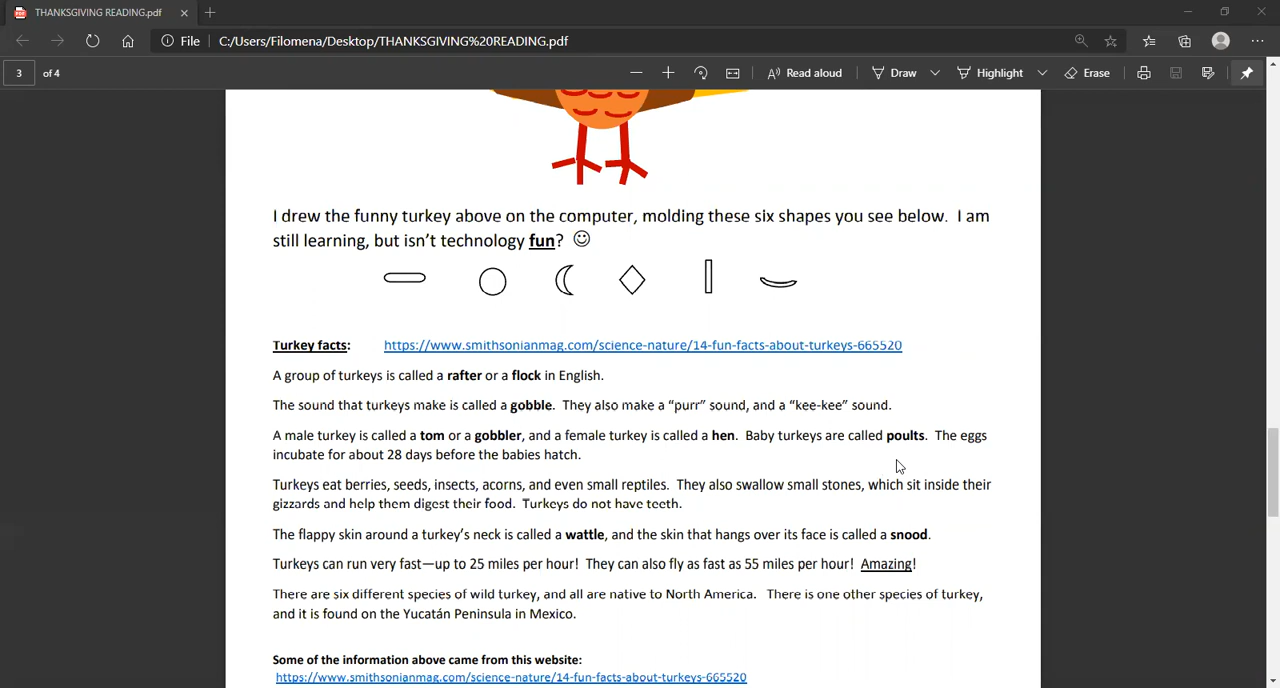 THANKSGIVING READING.pdf
File C:/Users/Filomena/Desktop/THANKSGIVING%20READING.pdf
3 of 4 Read aloud Draw Highlight Erase
I drew the funny turkey above on the computer, molding these six shapes you see below. I am
still learning, but isn't technology fun? ☺
Turkey facts: https://www.smithsonianmag.com/science-nature/14-fun-facts-about-turkeys-665520
A group of turkeys is called a rafter or a flock in English.
The sound that turkeys make is called a gobble. They also make a “purr” sound, and a “kee-kee” sound.
A male turkey is called a tom or a gobbler, and a female turkey is called a hen. Baby turkeys are called poults. The eggs
incubate for about 28 days before the babies hatch.
Turkeys eat berries, seeds, insects, acorns, and even small reptiles. They also swallow small stones, which sit inside their
gizzards and help them digest their food. Turkeys do not have teeth.
The flappy skin around a turkey’s neck is called a wattle, and the skin that hangs over its face is called a snood.
Turkeys can run very fast—up to 25 miles per hour! They can also fly as fast as 55 miles per hour! Amazing!
There are six different species of wild turkey, and all are native to North America. There is one other species of turkey,
and it is found on the Yucatán Peninsula in Mexico.
Some of the information above came from this website:
https://www.smithsonianmag.com/science-nature/14-fun-facts-about-turkeys-665520